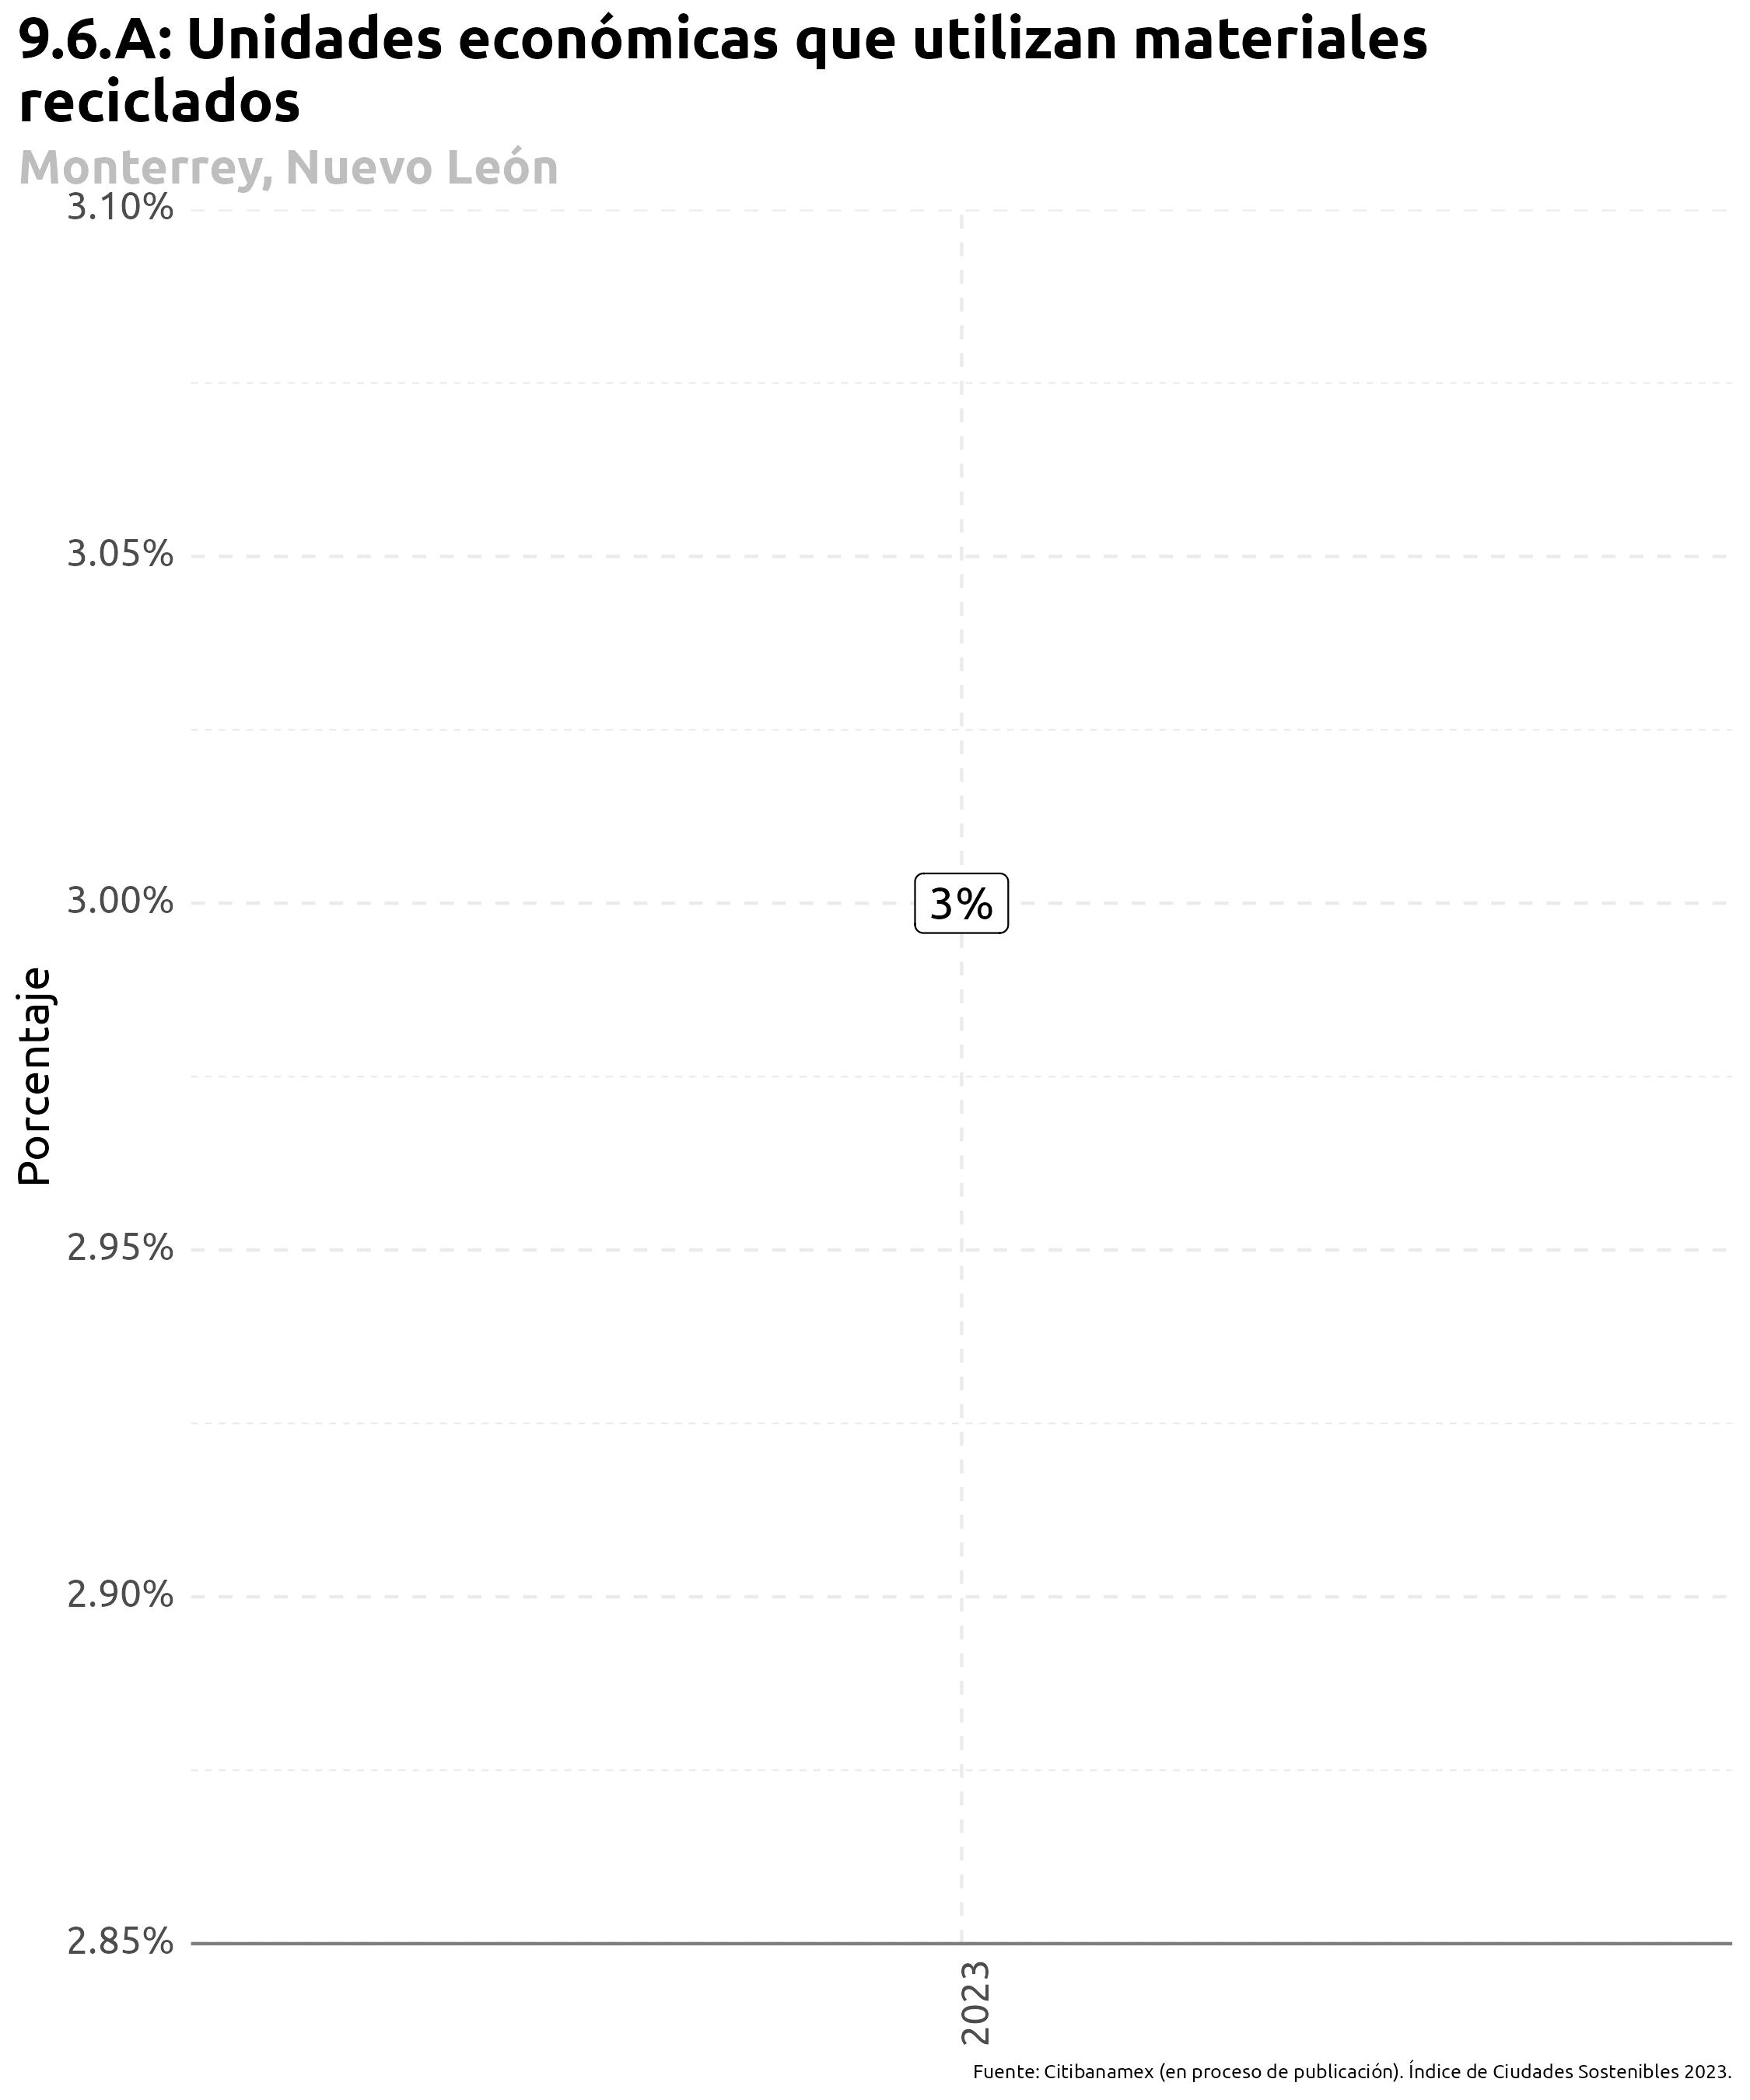 9.6.A: Unidades económicas que utilizan materiales
reciclados
Monterrey, Nuevo León
3.10%
3.05%
3.00%
2.95%
2.90%
2.85%
Porcentaje
3%
2023
Fuente: Citibanamex (en proceso de publicación). Índice de Ciudades Sostenibles 2023.